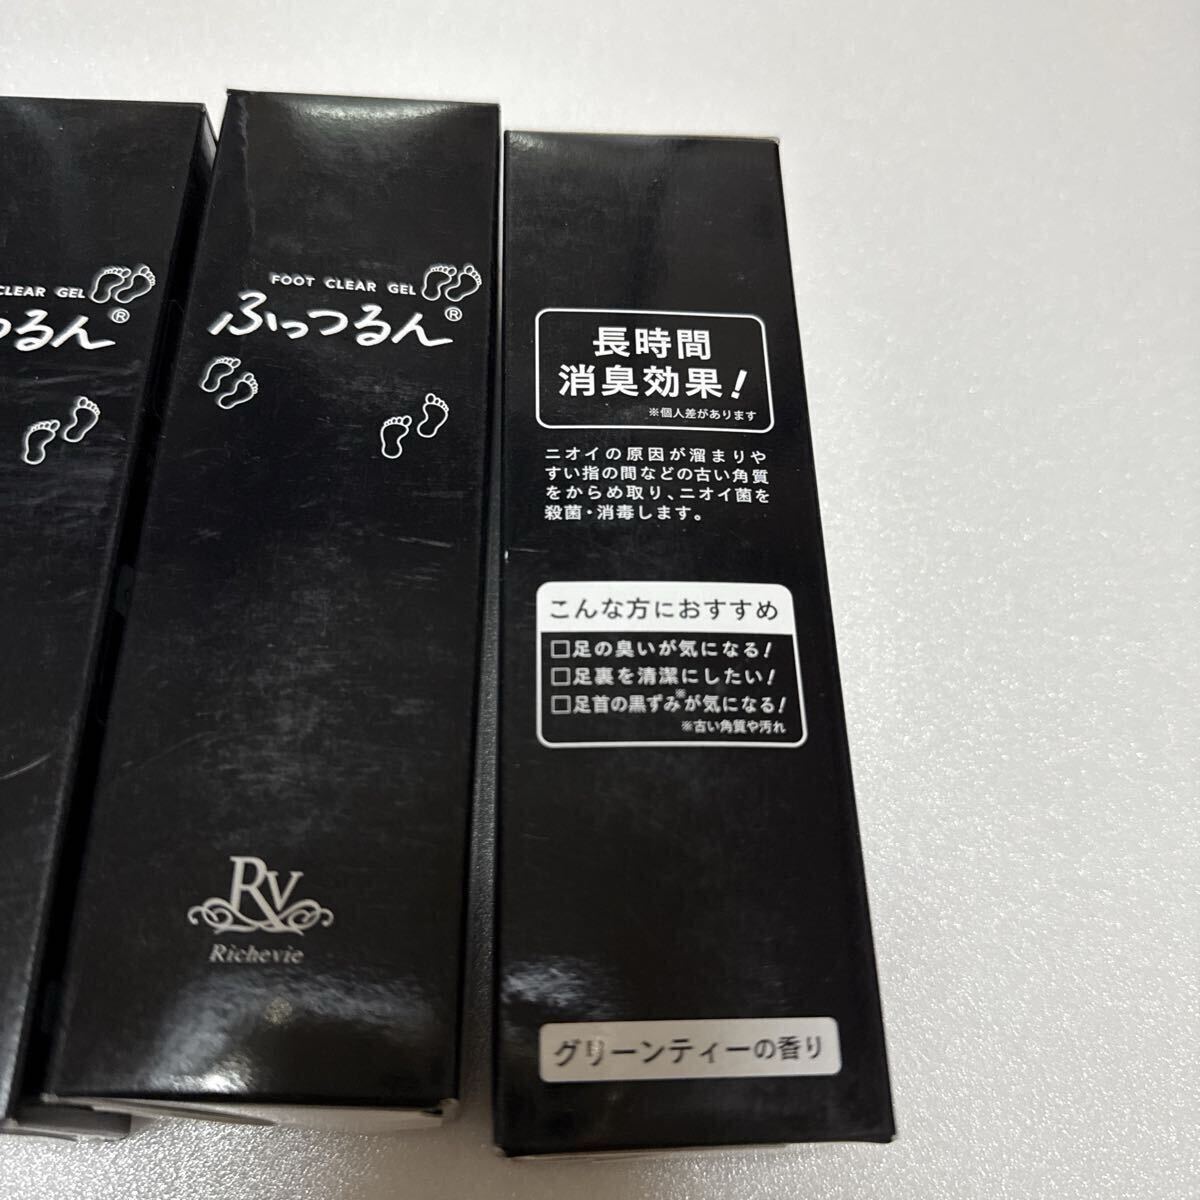 CLEAR GEL
つるん®
FOOT CLEAR GEL
ふっつるん®
RV
Richevie
長時間
消臭効果！
※個人差があります
ニオイの原因が溜まりや
すい指の間などの古い角質
をからめ取り、ニオイ菌を
殺菌・消毒します。
こんな方におすすめ
□足の臭いが気になる！
□足裏を清潔にしたい！
□足首の黒ずみ※が気になる！
※古い角質や汚れ
グリーンティーの香り